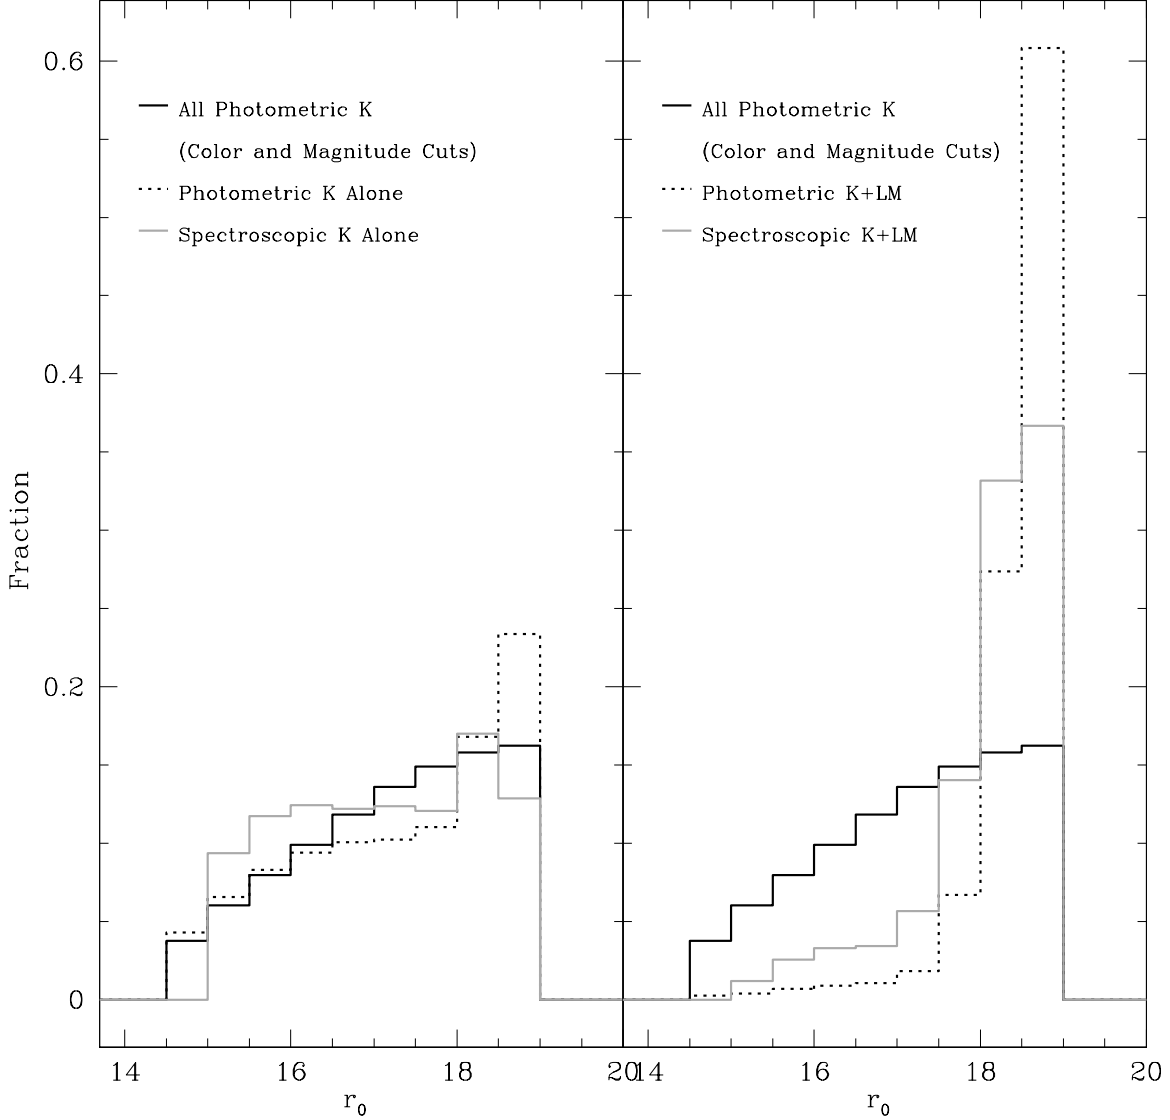 0.6
0.4
0.2
0
Fraction
All Photometric K
(Color and Magnitude Cuts)
Photometric K Alone
Spectroscopic K Alone
14 16 18 20
r0
All Photometric K
(Color and Magnitude Cuts)
Photometric K+LM
Spectroscopic K+LM
14 16 18 20
r0